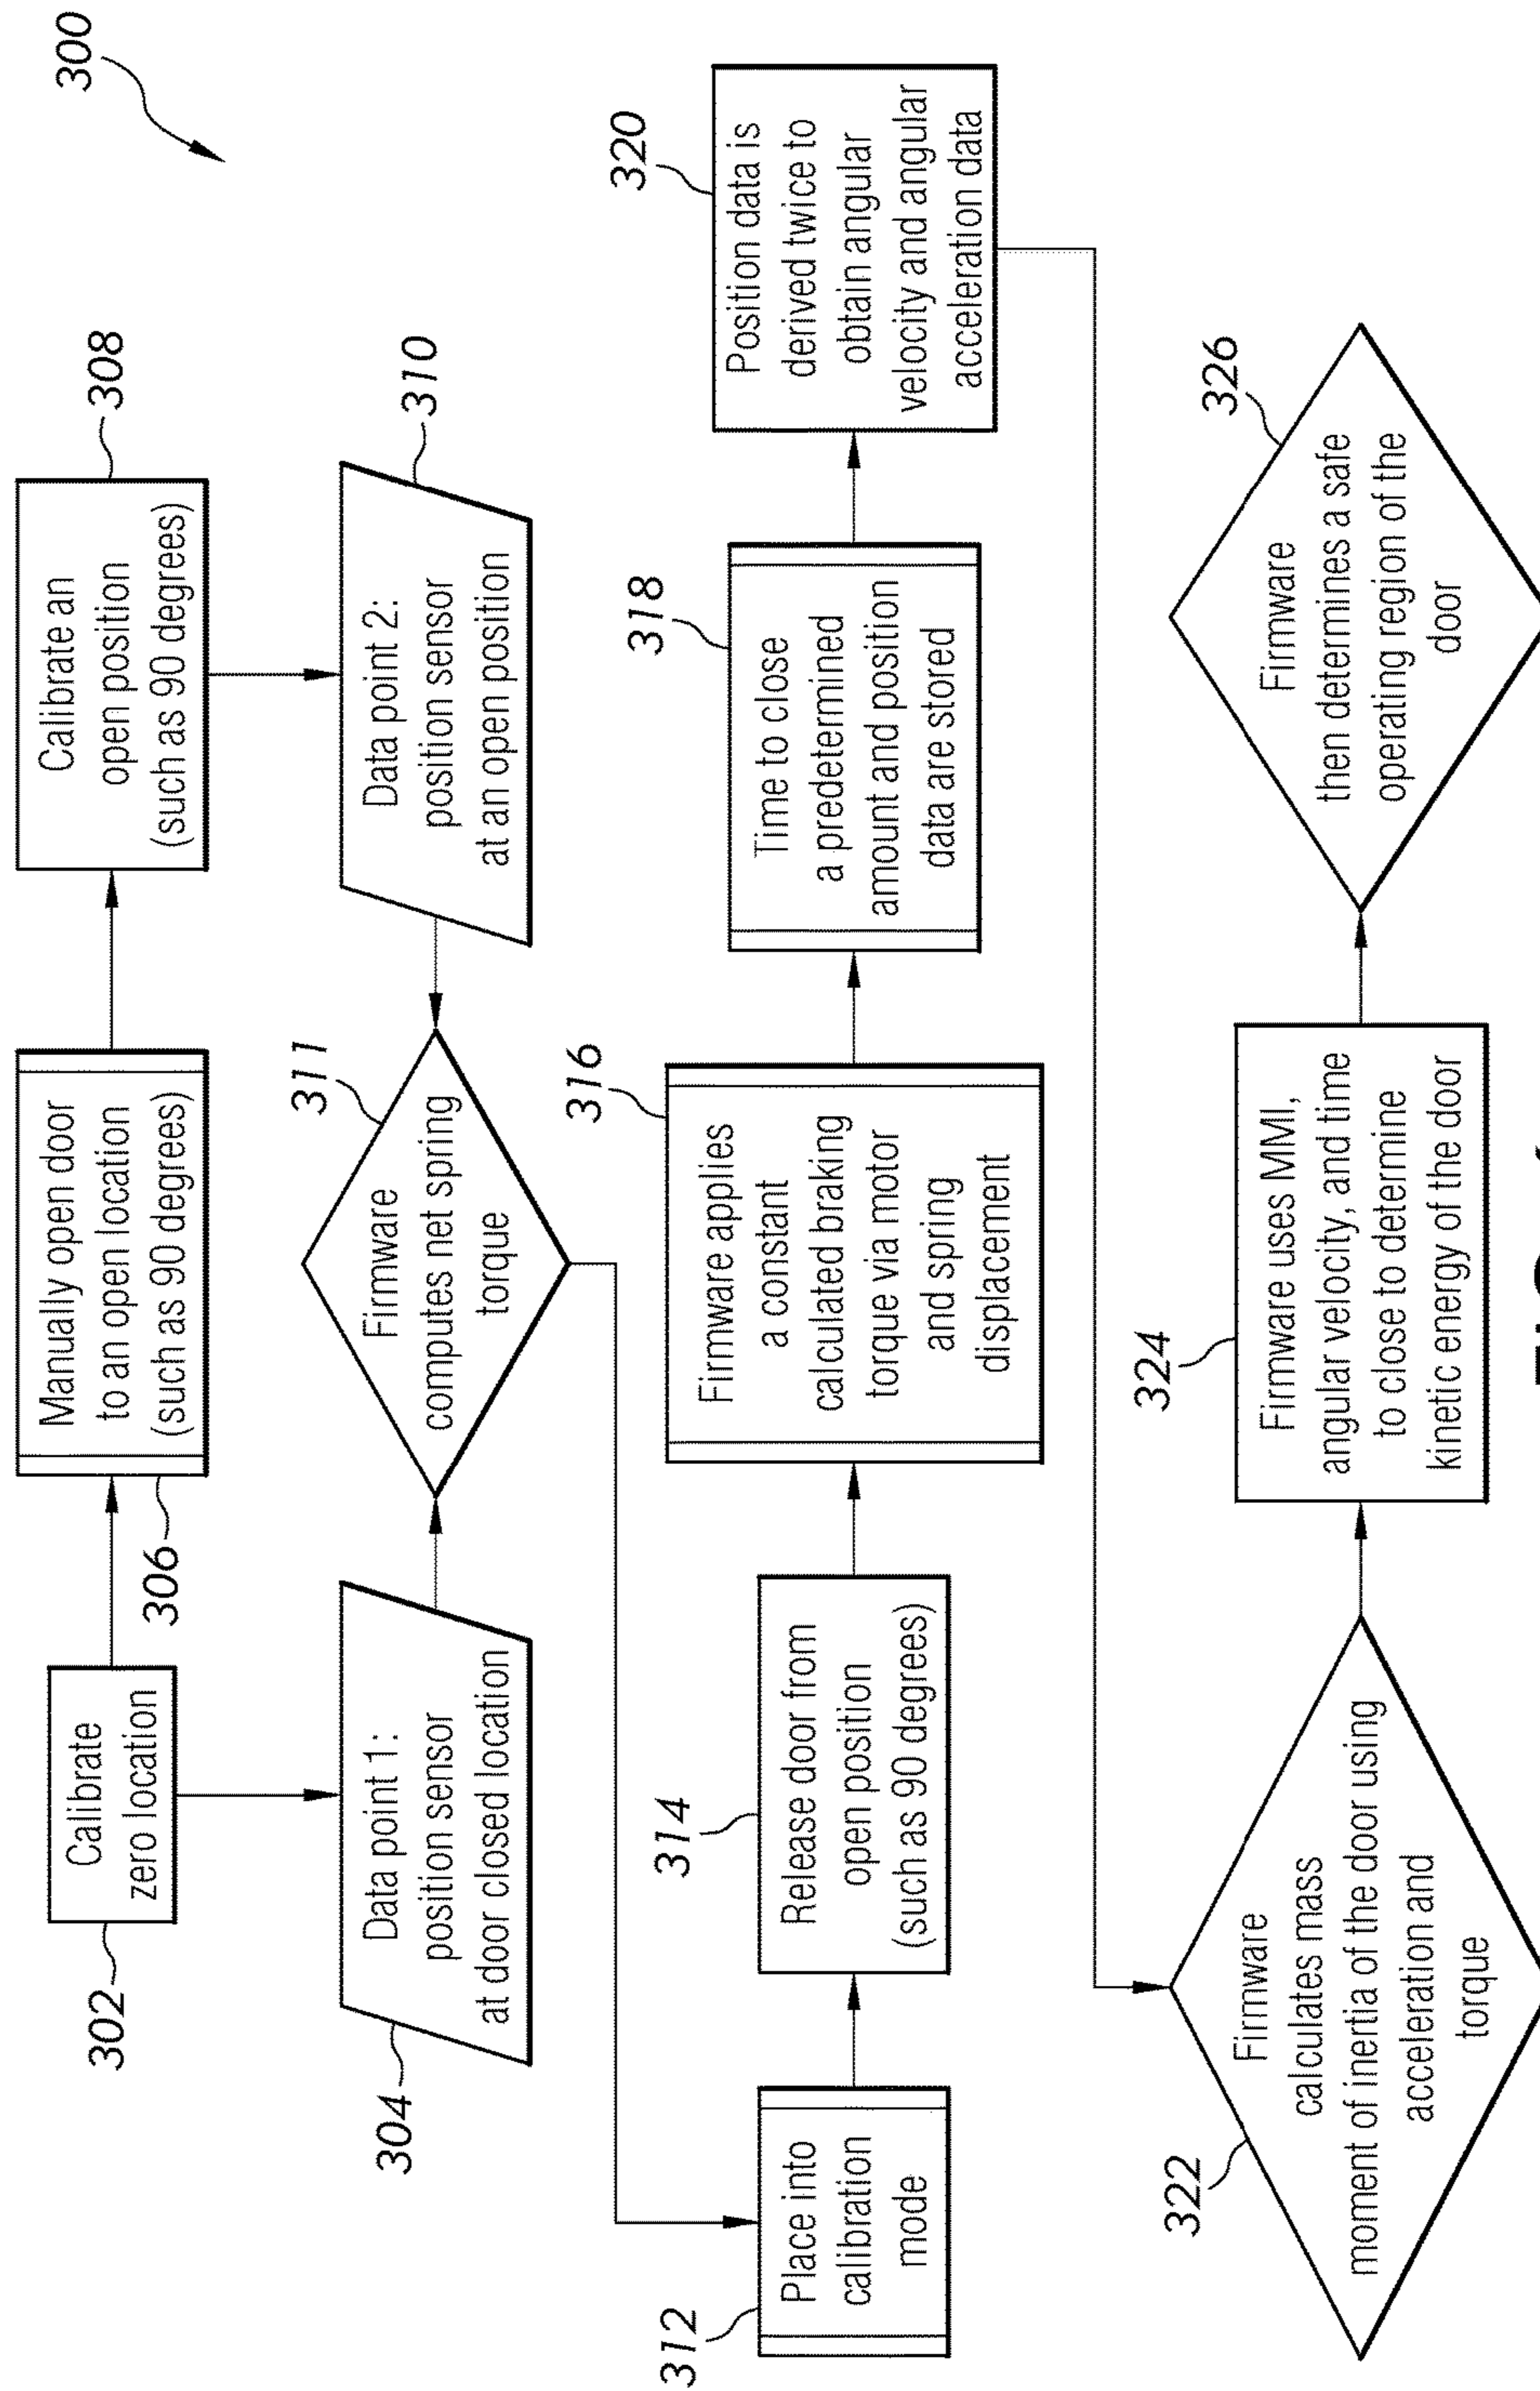 300
302
Calibrate
zero location
306
Manually open door
to an open location
(such as 90 degrees)
308
Calibrate an
open position
(such as 90 degrees)
304
Data point 1:
position sensor
at door closed location
311
Firmware
computes net spring
torque
310
Data point 2:
position sensor
at an open position
312
Place into
calibration
mode
314
Release door from
open position
(such as 90 degrees)
316
Firmware applies
a constant
calculated braking
torque via motor
and spring
displacement
318
Time to close
a predetermined
amount and position
data are stored
320
Position data is
derived twice to
obtain angular
velocity and angular
acceleration data
322
Firmware
calculates mass
moment of inertia of the door using
acceleration and
torque
324
Firmware uses MMI,
angular velocity, and time
to close to determine
kinetic energy of the door
326
Firmware
then determines a safe
operating region of the
door